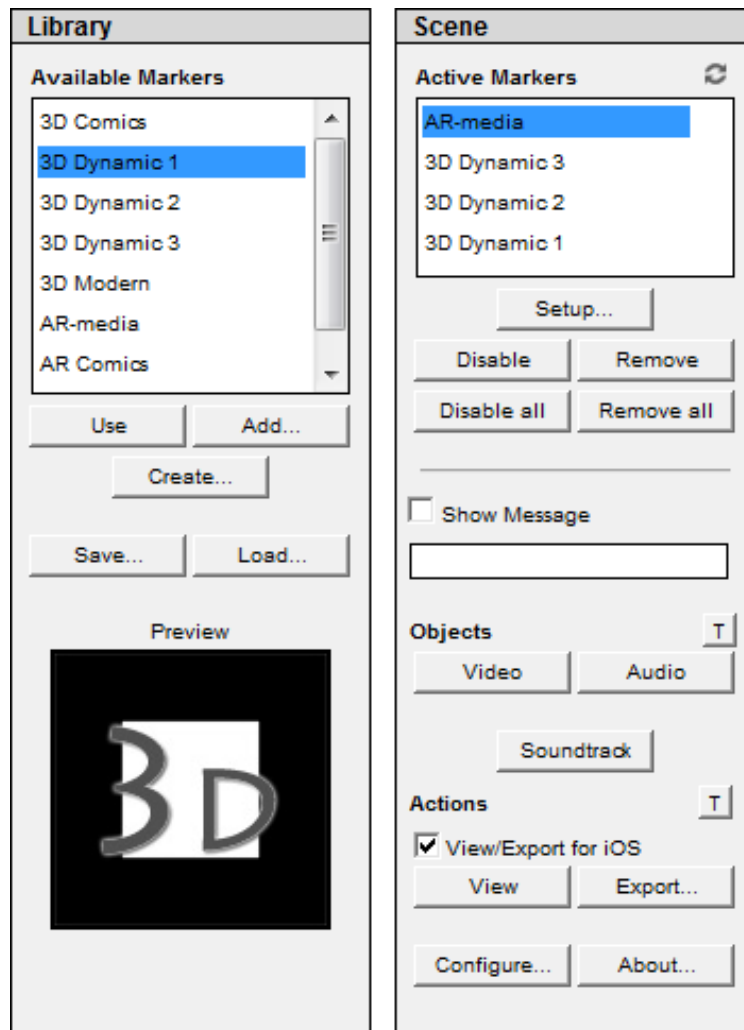 Library
Available Markers
3D Comics
3D Dynamic 1
3D Dynamic 2
3D Dynamic 3
3D Modern
AR-media
AR Comics
Use
Add...
Create...
Save...
Load...
Preview
3D
Scene
Active Markers
AR-media
3D Dynamic 3
3D Dynamic 2
3D Dynamic 1
Setup...
Disable
Remove
Disable all
Remove all
Show Message
Objects
T
Video
Audio
Soundtrack
Actions
T
View/Export for iOS
View
Export...
Configure...
About...